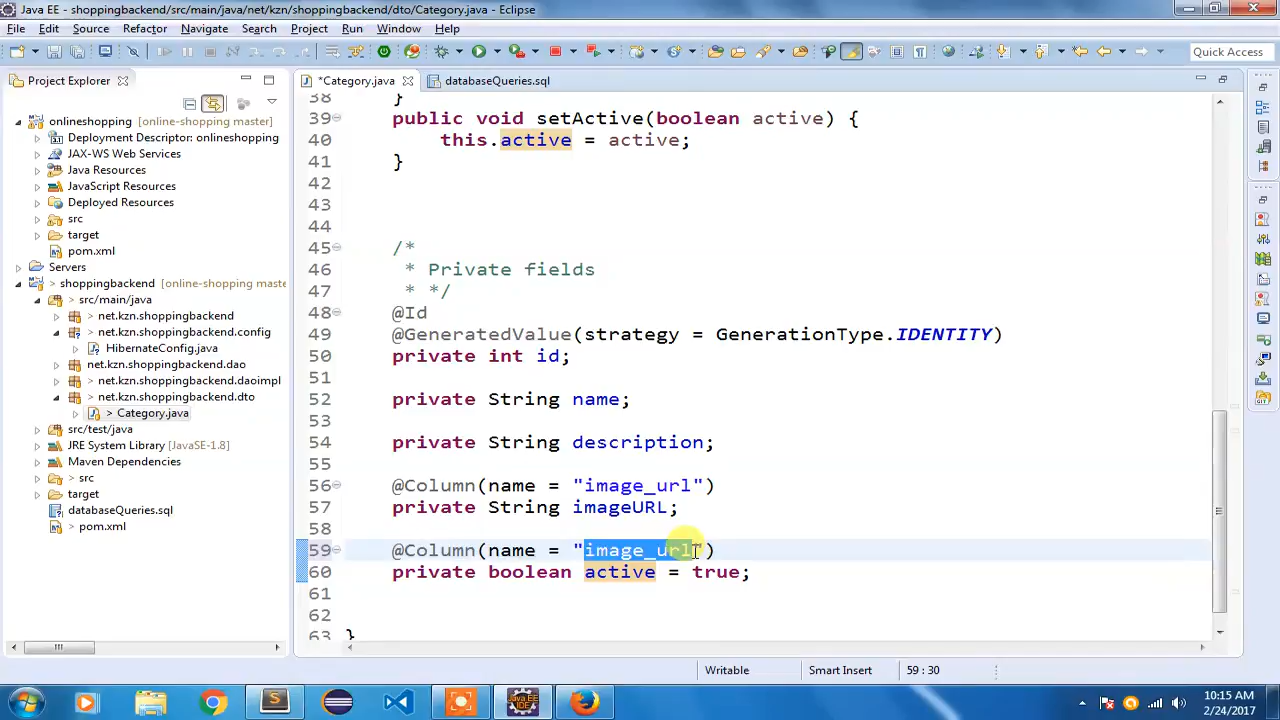 Java EE - shoppingbackend/src/main/java/net/kzn/shoppingbackend/dto/Category.java - Eclipse
File Edit Source Refactor Navigate Search Project Run Window Help
Quick Access
Project Explorer
*Category.java
databaseQueries.sql
onlineshopping [online-shopping master]
Deployment Descriptor: onlineshopping
JAX-WS Web Services
Java Resources
JavaScript Resources
Deployed Resources
src
target
pom.xml
Servers
> shoppingbackend [online-shopping maste
> src/main/java
> net.kzn.shoppingbackend
> net.kzn.shoppingbackend.config
> HibernateConfig.java
net.kzn.shoppingbackend.dao
> net.kzn.shoppingbackend.daoimpl
> net.kzn.shoppingbackend.dto
> Category.java
src/test/java
JRE System Library [JavaSE-1.8]
Maven Dependencies
> src
target
databaseQueries.sql
> pom.xml
38 }
39 public void setActive(boolean active) {
40 this.active = active;
41 }
42
43
44
45 /*
46 * Private fields
47 * */
48 @Id
49 @GeneratedValue(strategy = GenerationType.IDENTITY)
50 private int id;
51
52 private String name;
53
54 private String description;
55
56 @Column(name = "image_url")
57 private String imageURL;
58
59 @Column(name = "image_url")
60 private boolean active = true;
61
62
63 }
Writable
Smart Insert
59 : 30
10:15 AM
2/24/2017